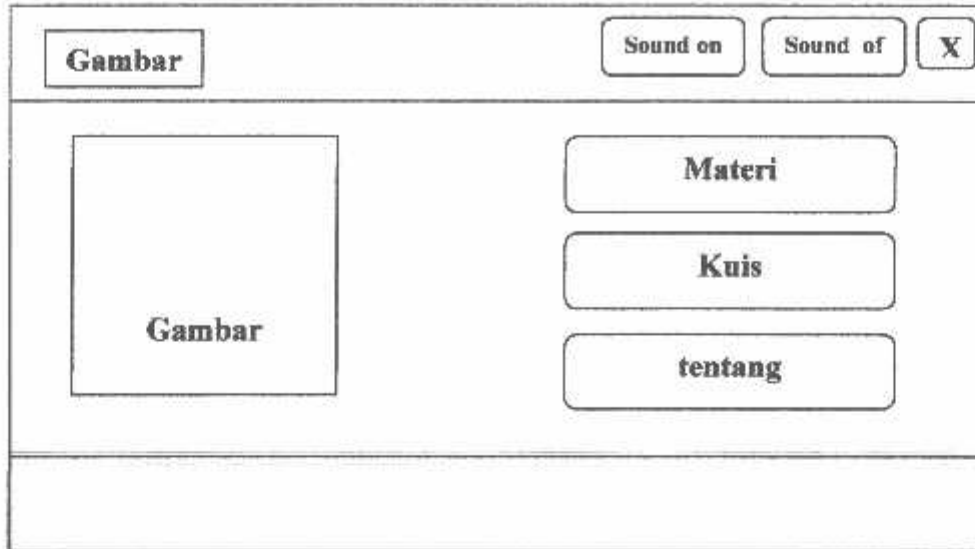 Gambar
Sound on
Sound of
X
Gambar
Materi
Kuis
tentang